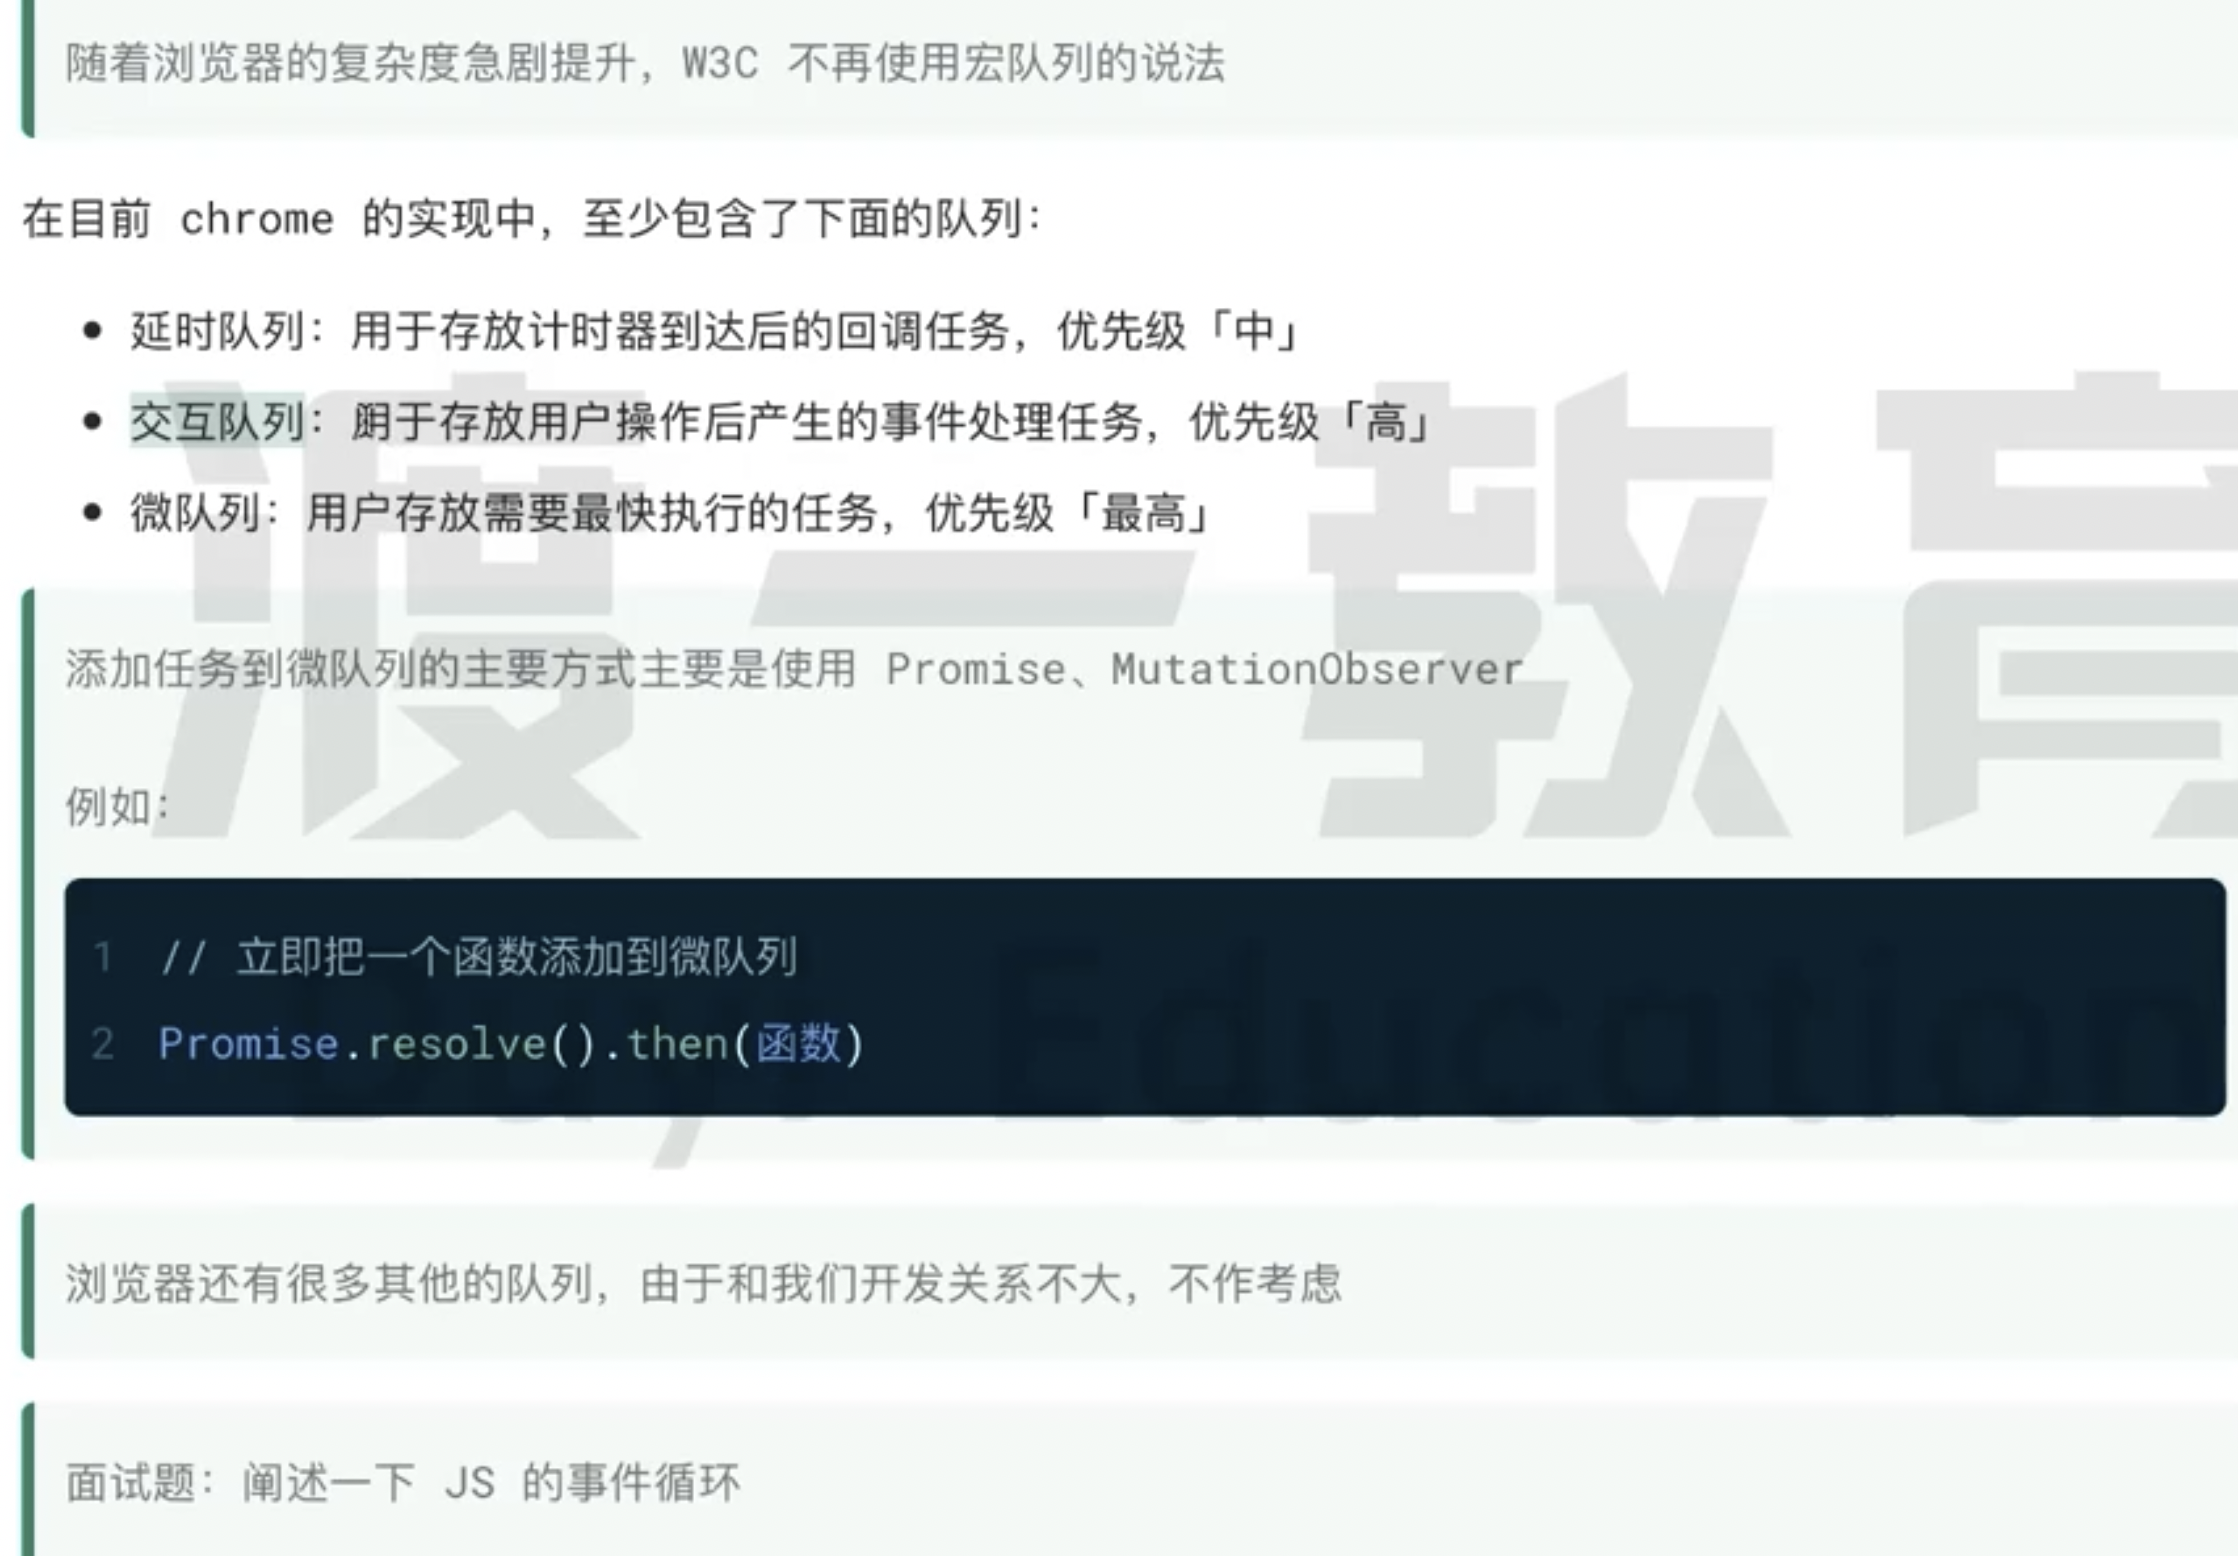 随着浏览器的复杂度急剧提升，W3C 不再使用宏队列的说法
在目前 chrome 的实现中，至少包含了下面的队列：
延时队列：用于存放计时器到达后的回调任务，优先级「中」
交互队列：用于存放用户操作后产生的事件处理任务，优先级「高」
微队列：用户存放需要最快执行的任务，优先级「最高」
渡一教育
添加任务到微队列的主要方式主要是使用 Promise、MutationObserver
例如：
1 // 立即把一个函数添加到微队列
2 Promise.resolve().then(函数)
Duyi Education
浏览器还有很多其他的队列，由于和我们开发关系不大，不作考虑
面试题：阐述一下 JS 的事件循环